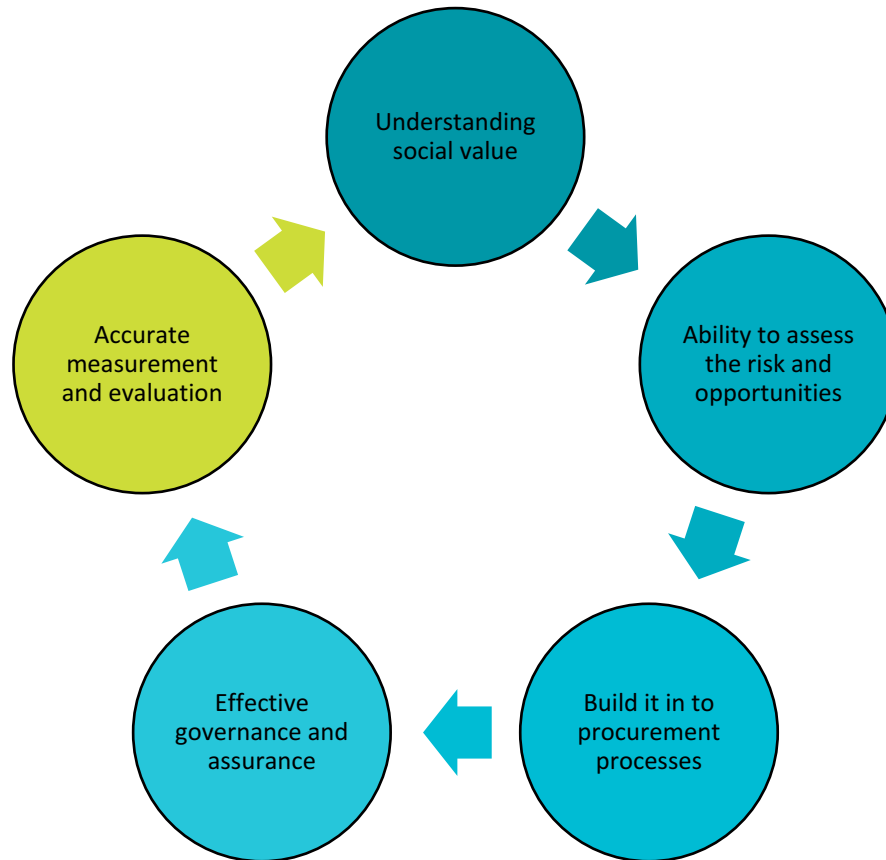 Understanding
social value
Ability to assess
the risk and
opportunities
Build it in to
procurement
processes
Effective
governance and
assurance
Accurate
measurement
and evaluation